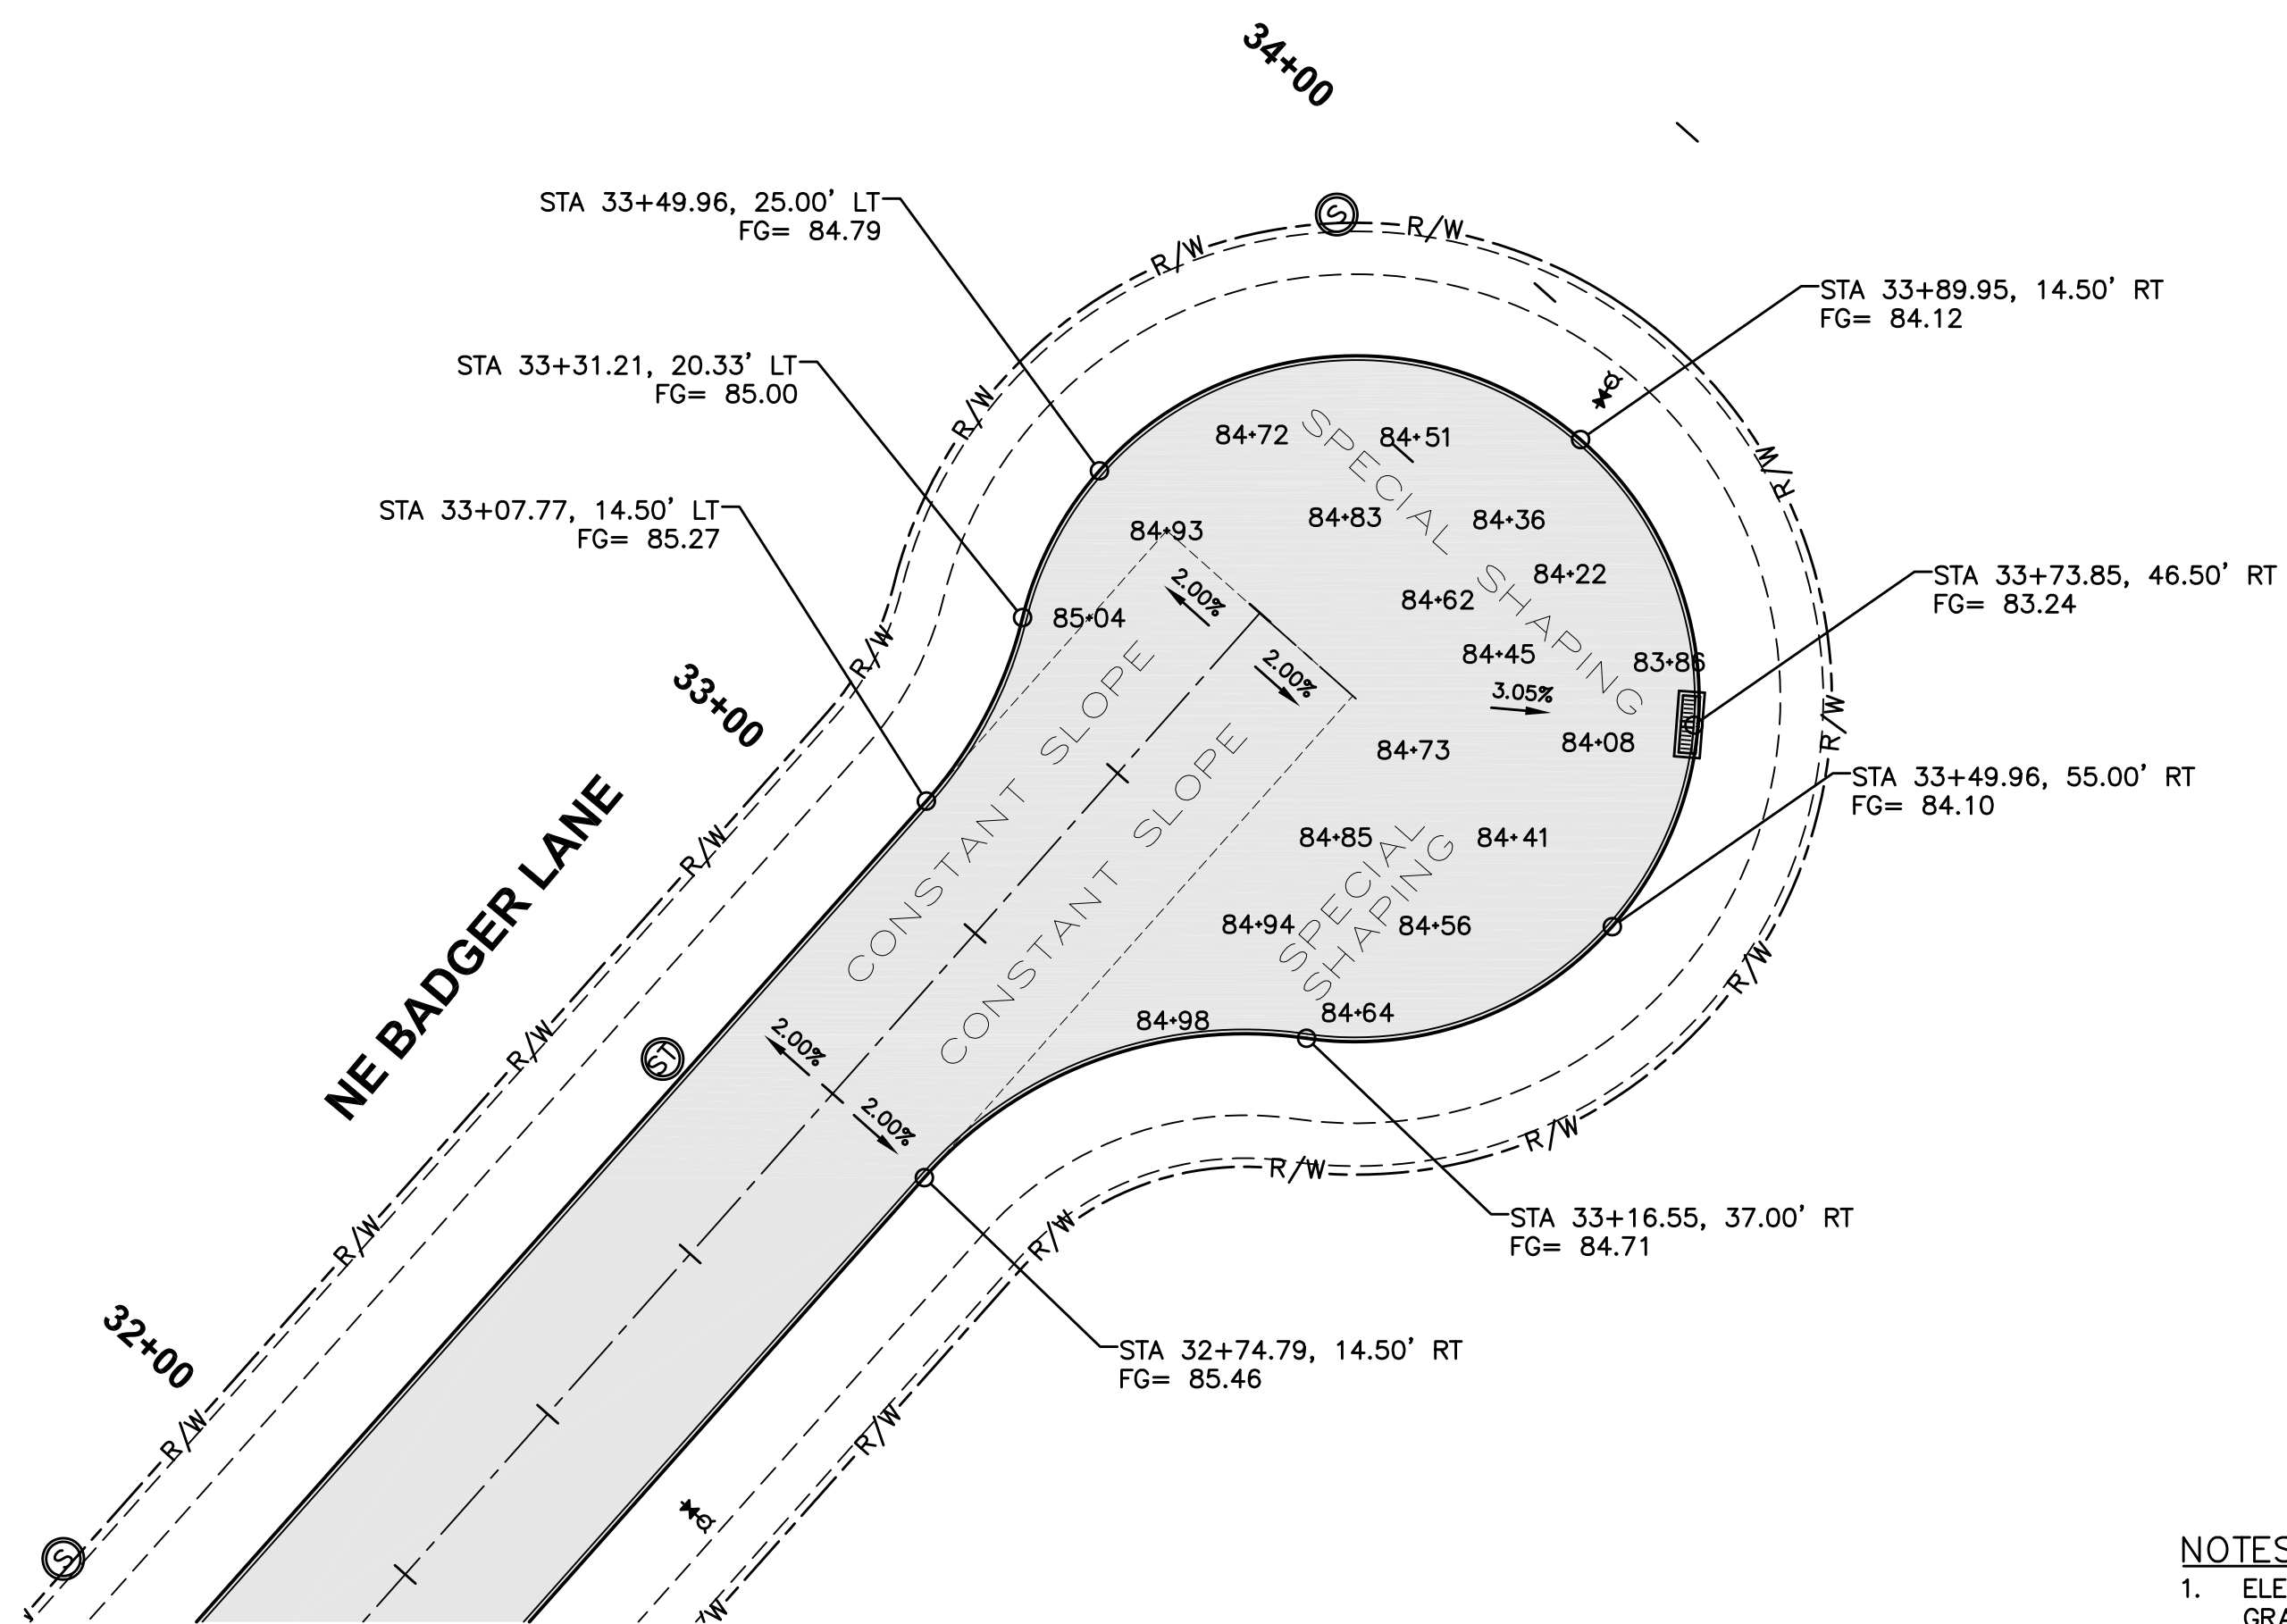 34+00
STA 33+49.96, 25.00' LT
FG= 84.79
R/W
R/W
STA 33+89.95, 14.50' RT
FG= 84.12
STA 33+31.21, 20.33' LT
FG= 85.00
R/W
84+72
84+51
SPECIAL SHAPING
R/W
STA 33+07.77, 14.50' LT
FG= 85.27
84+93
84+83
84+36
84+22
STA 33+73.85, 46.50' RT
FG= 83.24
2.00%
84+62
85+04
R/W
2.00%
84+45
83+86
3.05%
33+00
R/W
84+08
84+73
STA 33+49.96, 55.00' RT
FG= 84.10
NE BADGER LANE
R/W
CONSTANT SLOPE
CONSTANT SLOPE
84+85
84+41
SPECIAL
SHAPING
84+94
84+56
R/W
84+98
84+64
R/W
ST
2.00%
2.00%
R/W
R/W
STA 33+16.55, 37.00' RT
FG= 84.71
R/W
R/W
32+00
STA 32+74.79, 14.50' RT
FG= 85.46
R/W
R/W
S
S
NOTES
1. ELE
GRA